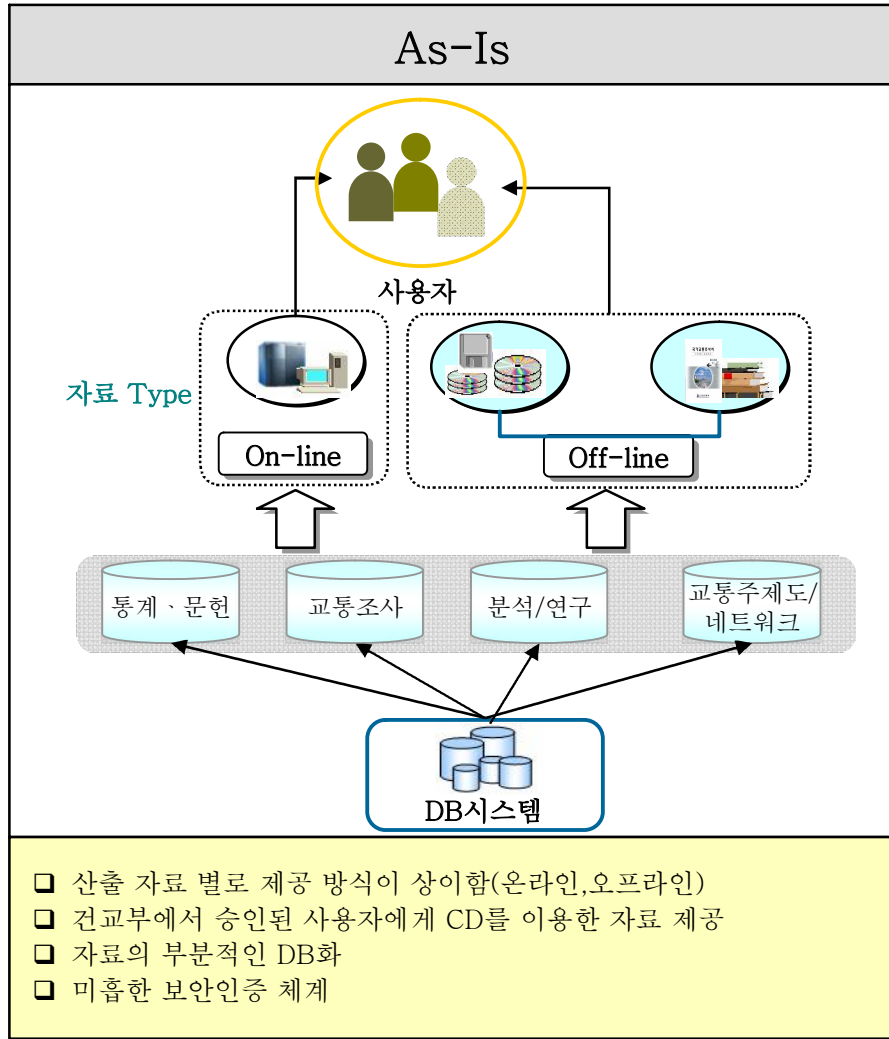 As-Is
사용자
자료 Type
On-line
Off-line
통계 · 문헌
교통조사
분석/연구
교통주제도/
네트워크
DB시스템
❑ 산출 자료 별로 제공 방식이 상이함(온라인,오프라인)
❑ 건교부에서 승인된 사용자에게 CD를 이용한 자료 제공
❑ 자료의 부분적인 DB화
❑ 미흡한 보안인증 체계